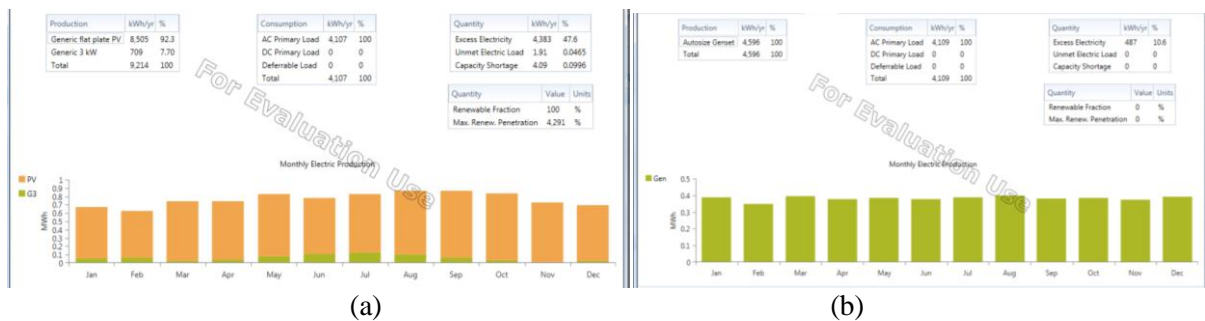 Production kWh/yr %
Generic flat plate PV 8,505 92.3
Generic 3 kW 709 7.70
Total 9,214 100
Consumption kWh/yr %
AC Primary Load 4,107 100
DC Primary Load 0 0
Deferrable Load 0 0
Total 4,107 100
Quantity kWh/yr %
Excess Electricity 4,383 47.6
Unmet Electric Load 1.91 0.0465
Capacity Shortage 4.09 0.0996
Quantity Value Units
Renewable Fraction 100 %
Max. Renew. Penetration 4,291 %
For Evaluation Use
Monthly Electric Production
PV
G3
MWh
1
0.9
0.8
0.7
0.6
0.5
0.4
0.3
0.2
0.1
0
Jan Feb Mar Apr May Jun Jul Aug Sep Oct Nov Dec
(a)
Production kWh/yr %
Autosize Genset 4,596 100
Total 4,596 100
Consumption kWh/yr %
AC Primary Load 4,109 100
DC Primary Load 0 0
Deferrable Load 0 0
Total 4,109 100
Quantity kWh/yr %
Excess Electricity 487 10.6
Unmet Electric Load 0 0
Capacity Shortage 0 0
Quantity Value Units
Renewable Fraction 0 %
Max. Renew. Penetration 0 %
For Evaluation Use
Monthly Electric Production
Gen
MWh
0.5
0.4
0.3
0.2
0.1
0
Jan Feb Mar Apr May Jun Jul Aug Sep Oct Nov Dec
(b)